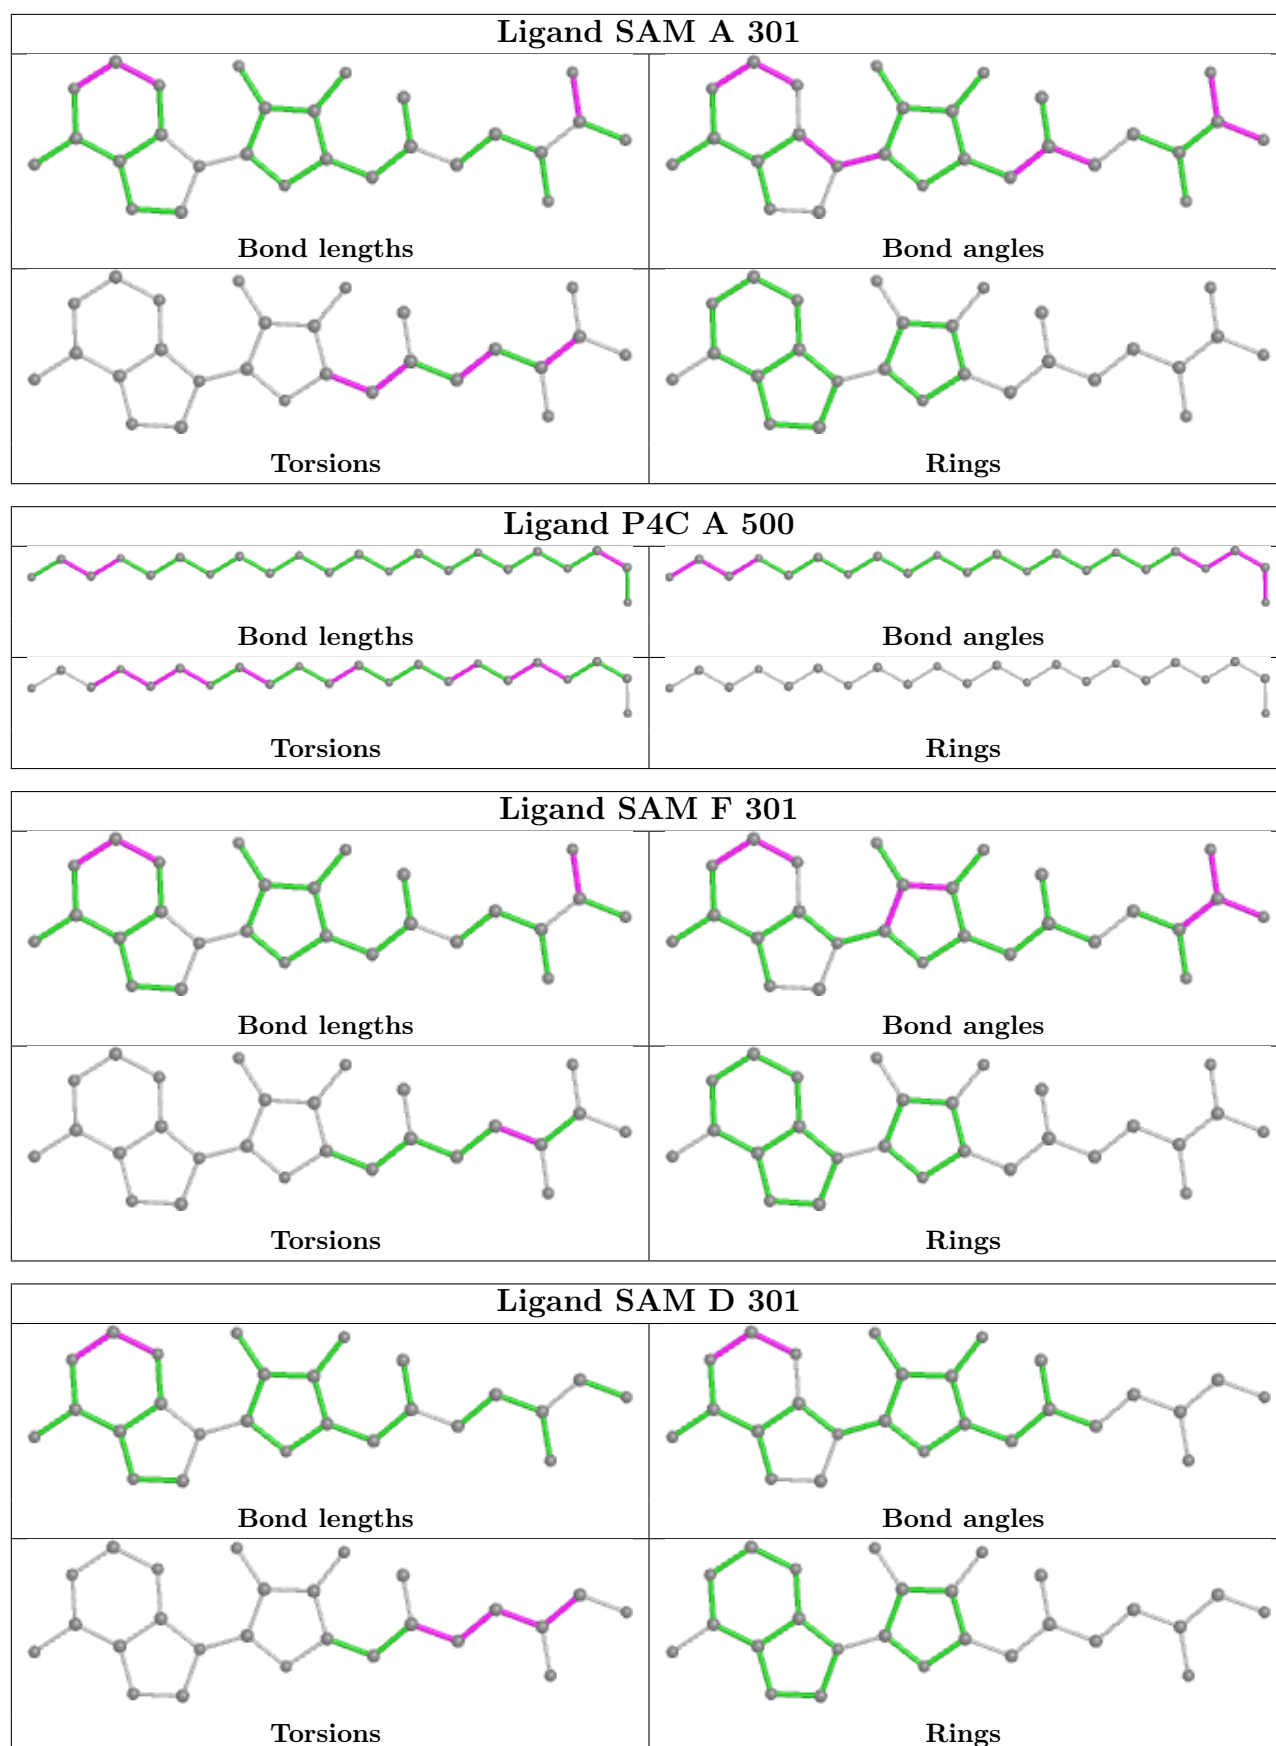 Ligand SAM A 301
Bond lengths
Bond angles
Torsions
Rings
Ligand P4C A 500
Bond lengths
Bond angles
Torsions
Rings
Ligand SAM F 301
Bond lengths
Bond angles
Torsions
Rings
Ligand SAM D 301
Bond lengths
Bond angles
Torsions
Rings